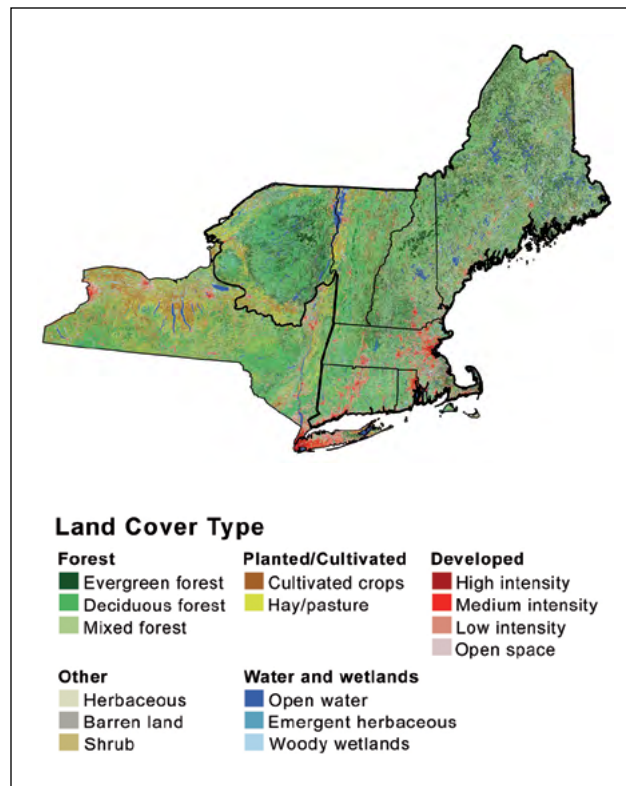 Land Cover Type
Forest
Evergreen forest
Deciduous forest
Mixed forest
Planted/Cultivated
Cultivated crops
Hay/pasture
Developed
High intensity
Medium intensity
Low intensity
Open space
Other
Herbaceous
Barren land
Shrub
Water and wetlands
Open water
Emergent herbaceous
Woody wetlands